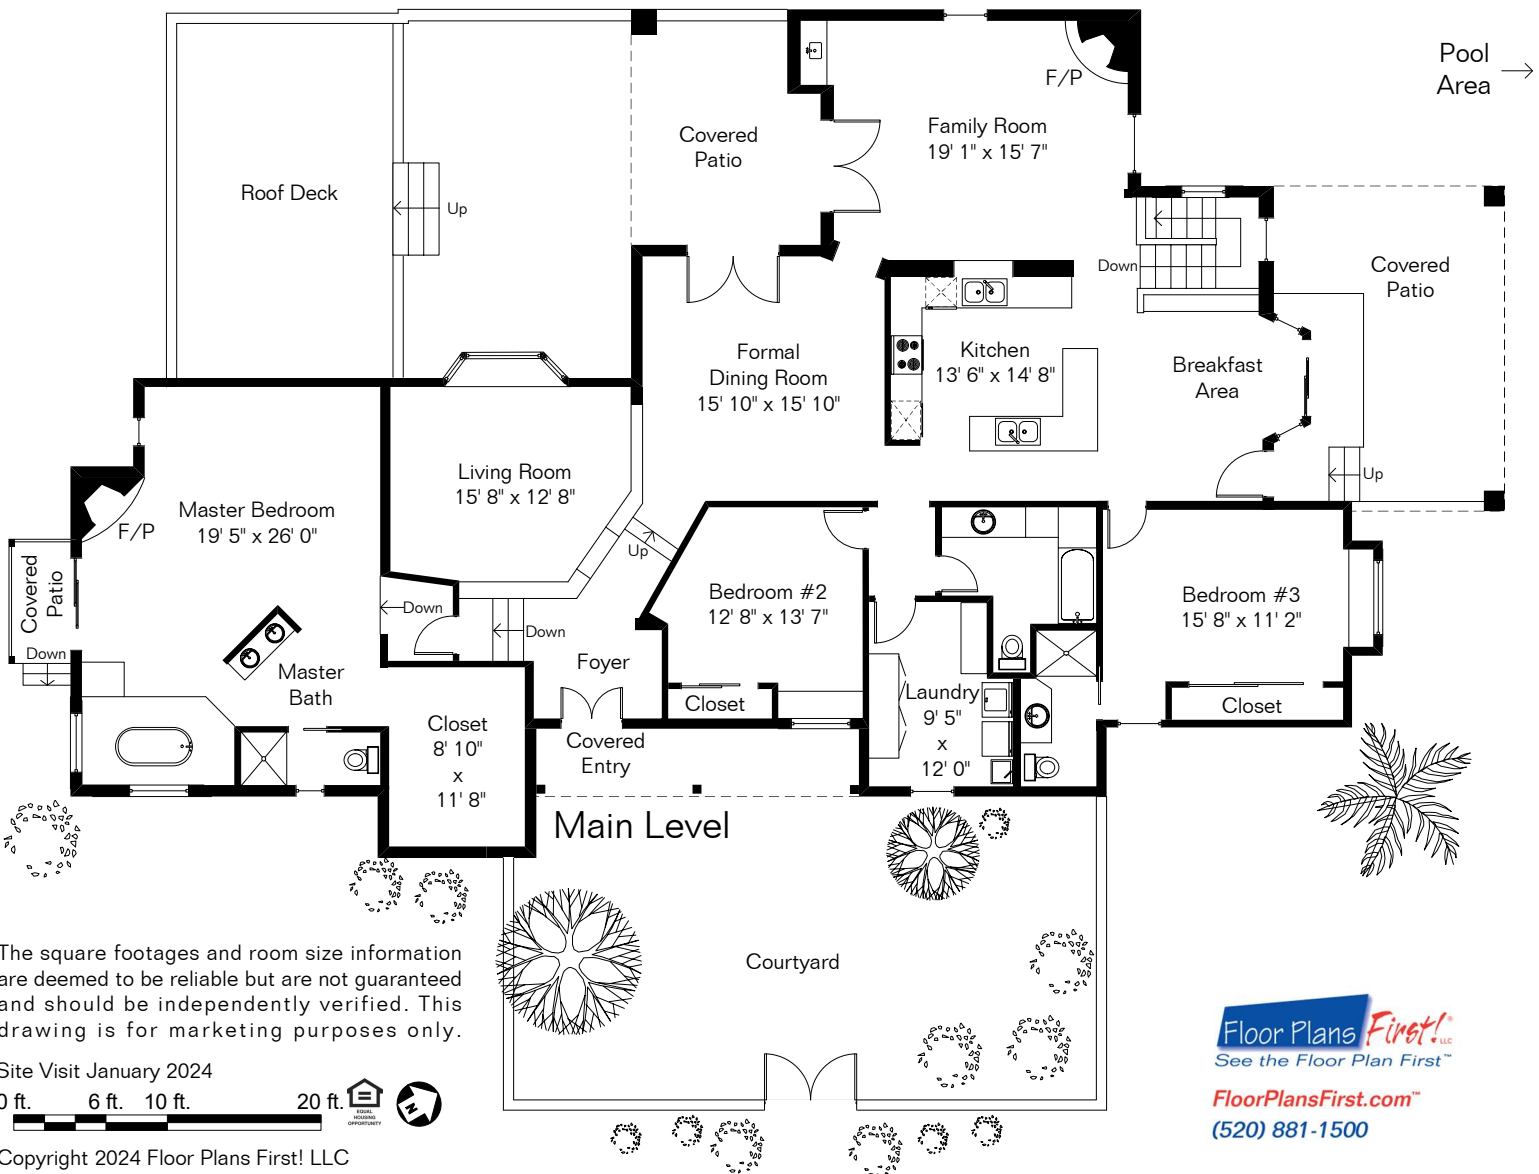 Pool
Area
F/P
Family Room
19' 1" x 15' 7"
Covered
Patio
Roof Deck
Up
Down
Covered
Patio
Formal
Dining Room
15' 10" x 15' 10"
Kitchen
13' 6" x 14' 8"
Breakfast
Area
Living Room
15' 8" x 12' 8"
Up
Master Bedroom
19' 5" x 26' 0"
F/P
Up
Covered
Patio
Down
Down
Down
Bedroom #2
12' 8" x 13' 7"
Bedroom #3
15' 8" x 11' 2"
Foyer
Master
Bath
Closet
Laundry
9' 5"
x
12' 0"
Closet
Closet
8' 10"
x
11' 8"
Covered
Entry
Main Level
Courtyard
The square footages and room size information
are deemed to be reliable but are not guaranteed
and should be independently verified. This
drawing is for marketing purposes only.
Site Visit January 2024
0 ft. 6 ft. 10 ft. 20 ft.
EQUAL
HOUSING
OPPORTUNITY
N
Copyright 2024 Floor Plans First! LLC
Floor Plans First!® LLC
See the Floor Plan First™
FloorPlansFirst.com™
(520) 881-1500